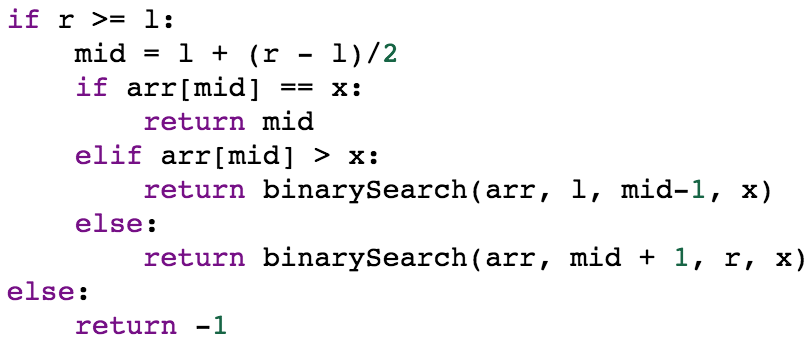 if r >= l:
    mid = l + (r - l)/2
    if arr[mid] == x:
        return mid
    elif arr[mid] > x:
        return binarySearch(arr, l, mid-1, x)
    else:
        return binarySearch(arr, mid + 1, r, x)
else:
    return -1